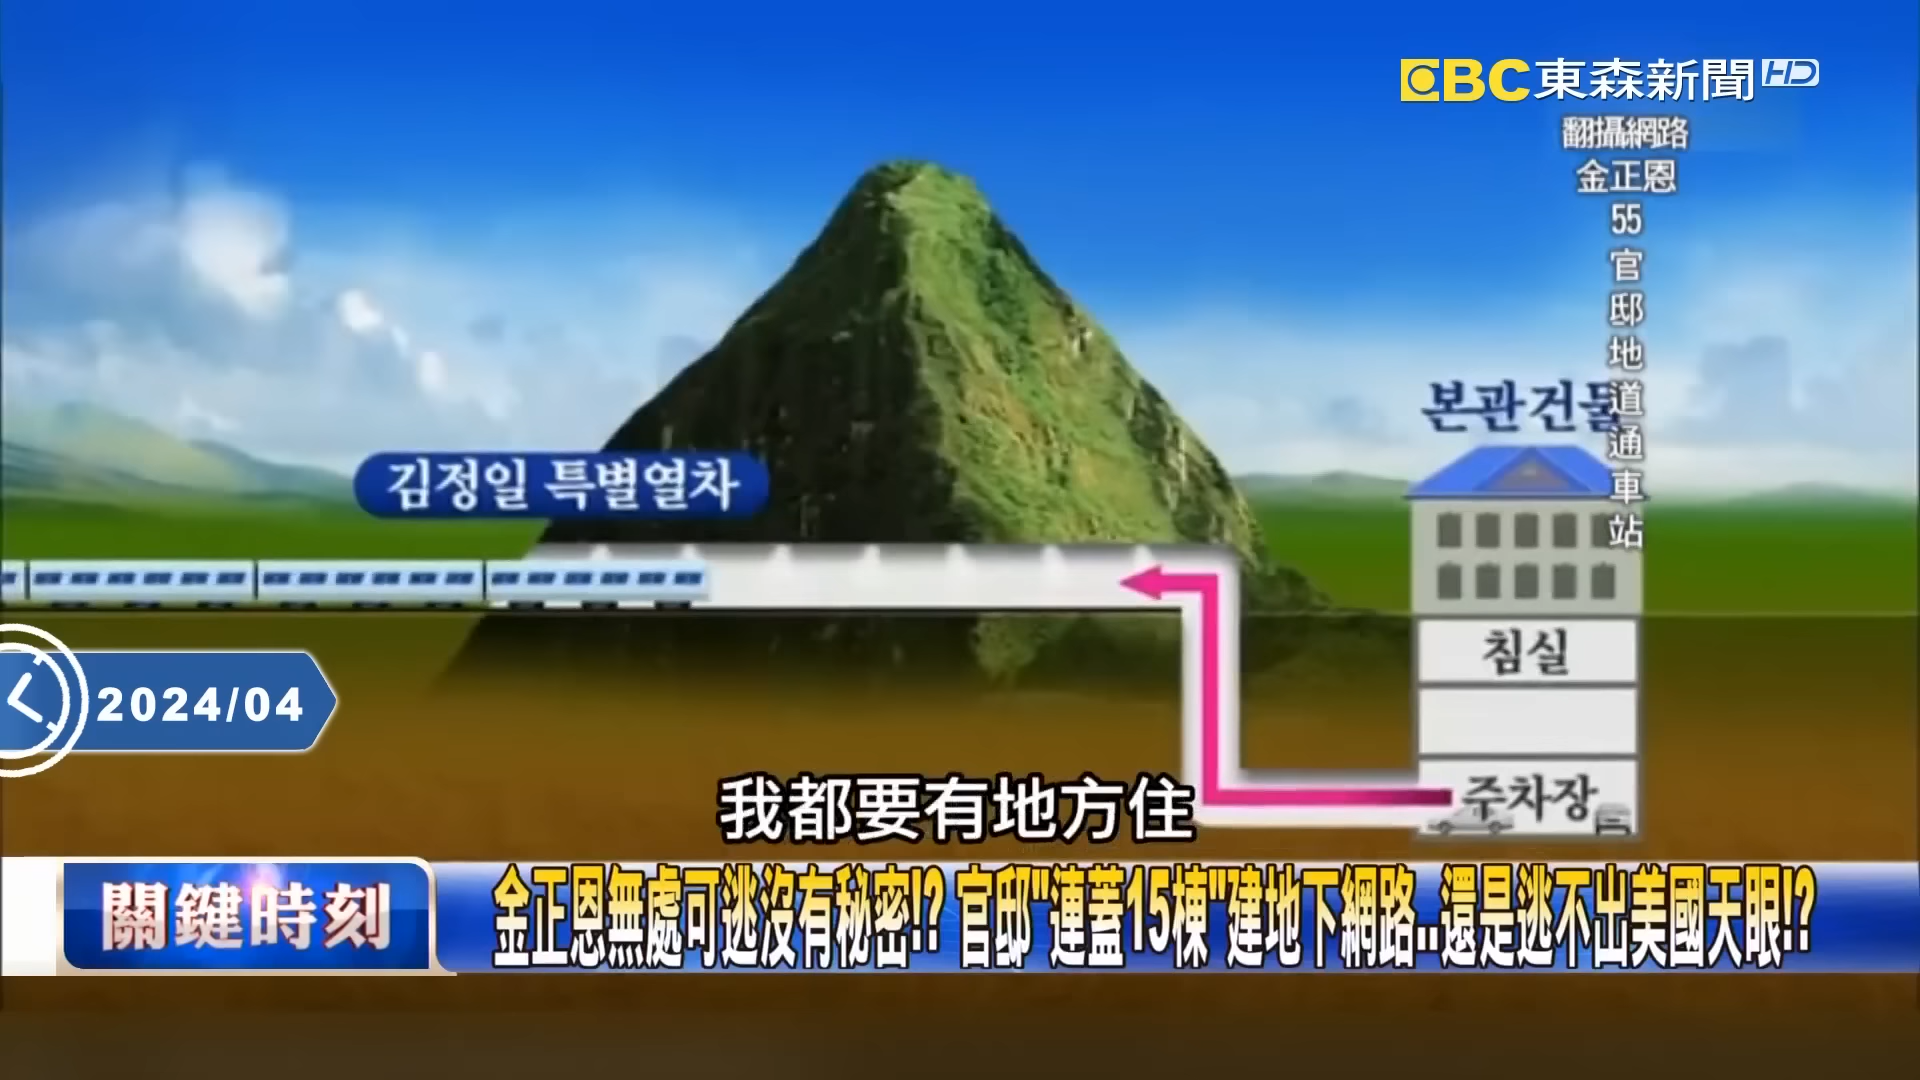 EBC東森新聞HD
翻攝網路
金正恩
55
官
邸
地
道
通
車
站
본관건물
김정일 특별열차
침실
2024/04
주차장
我都要有地方住
關鍵時刻
金正恩無處可逃沒有秘密!? 官邸"連蓋15棟"建地下網路..還是逃不出美國天眼!?